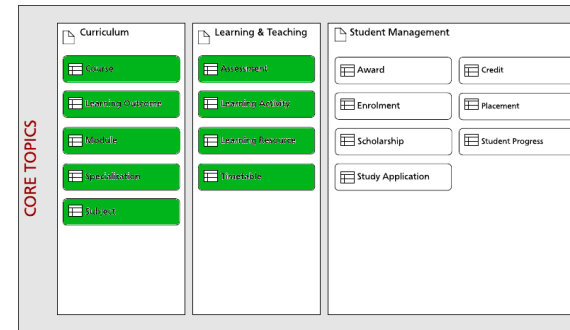 CORE TOPICS
Curriculum
Course
Learning Outcome
Module
Specialization
Subject
Learning & Teaching
Assessment
Learning Activity
Learning Resource
Timetable
Student Management
Award
Credit
Enrolment
Placement
Scholarship
Student Progress
Study Application